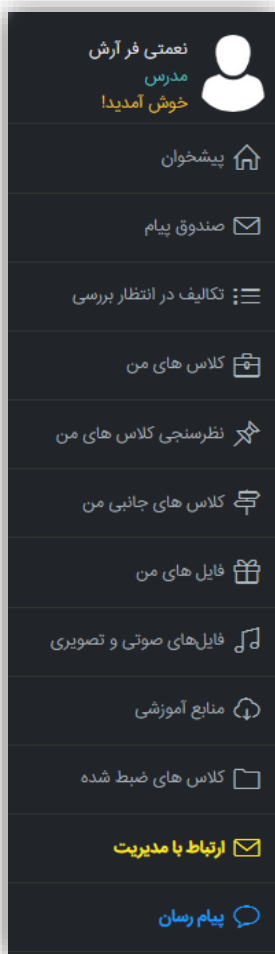 نعمتی فر آرش
مدرس
خوش آمدید!
پیشخوان
صندوق پیام
تکالیف در انتظار بررسی
کلاس های من
نظرسنجی کلاس های من
کلاس های جانبی من
فایل های من
فایل‌های صوتی و تصویری
منابع آموزشی
کلاس های ضبط شده
ارتباط با مدیریت
پیام رسان